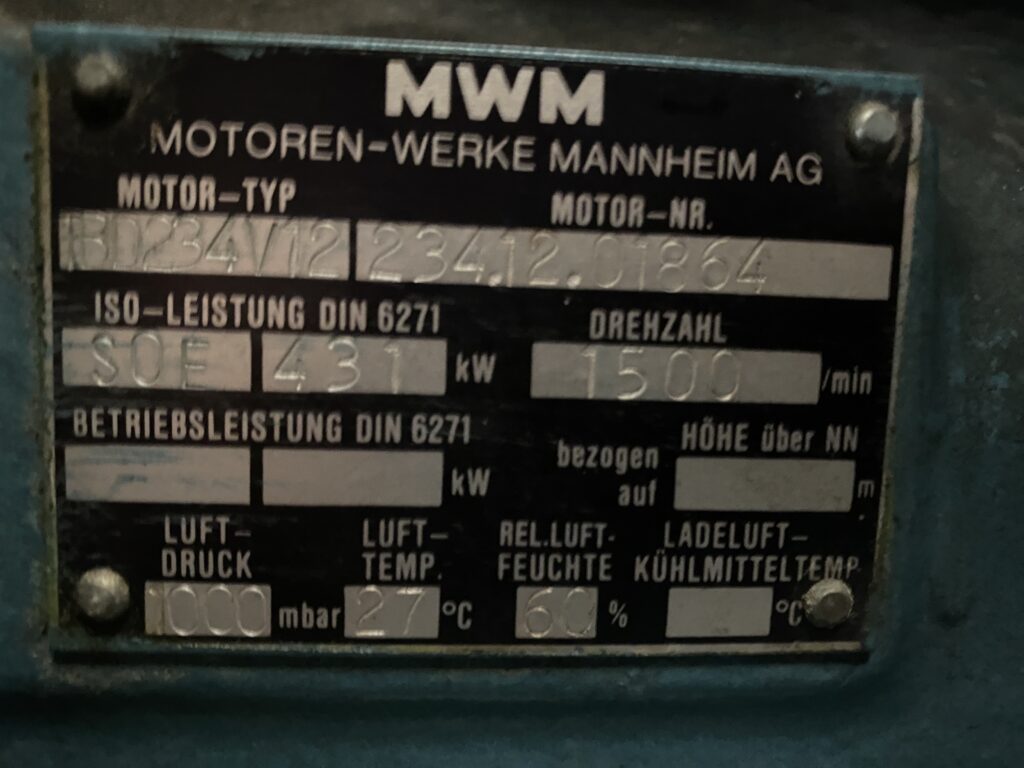 MWM
MOTOREN-WERKE MANNHEIM AG
MOTOR-TYP MOTOR-NR.
BD234V12 234.12.01864
ISO-LEISTUNG DIN 6271 DREHZAHL
SOE 431 kW 1500 /min
BETRIEBSLEISTUNG DIN 6271 bezogen auf HÖHE über NN
kW m
LUFT-DRUCK LUFT-TEMP. REL.LUFT-FEUCHTE LADELUFT-KÜHLMITTELTEMP.
1000 mbar 27 °C 60 % °C